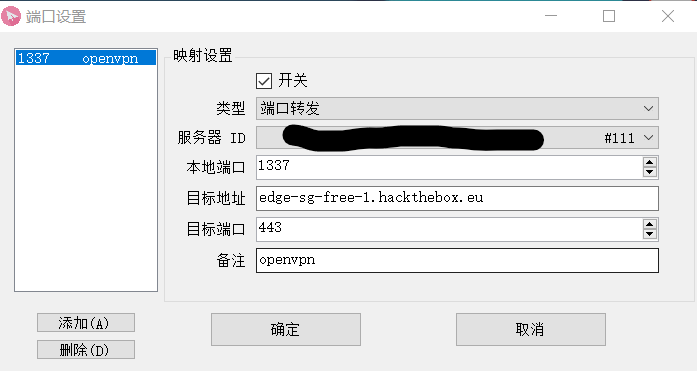 端口设置
1337 openvpn
映射设置
开关
类型 端口转发
服务器 ID #111
本地端口 1337
目标地址 edge-sg-free-1.hackthebox.eu
目标端口 443
备注 openvpn
添加(A)
删除(D)
确定
取消